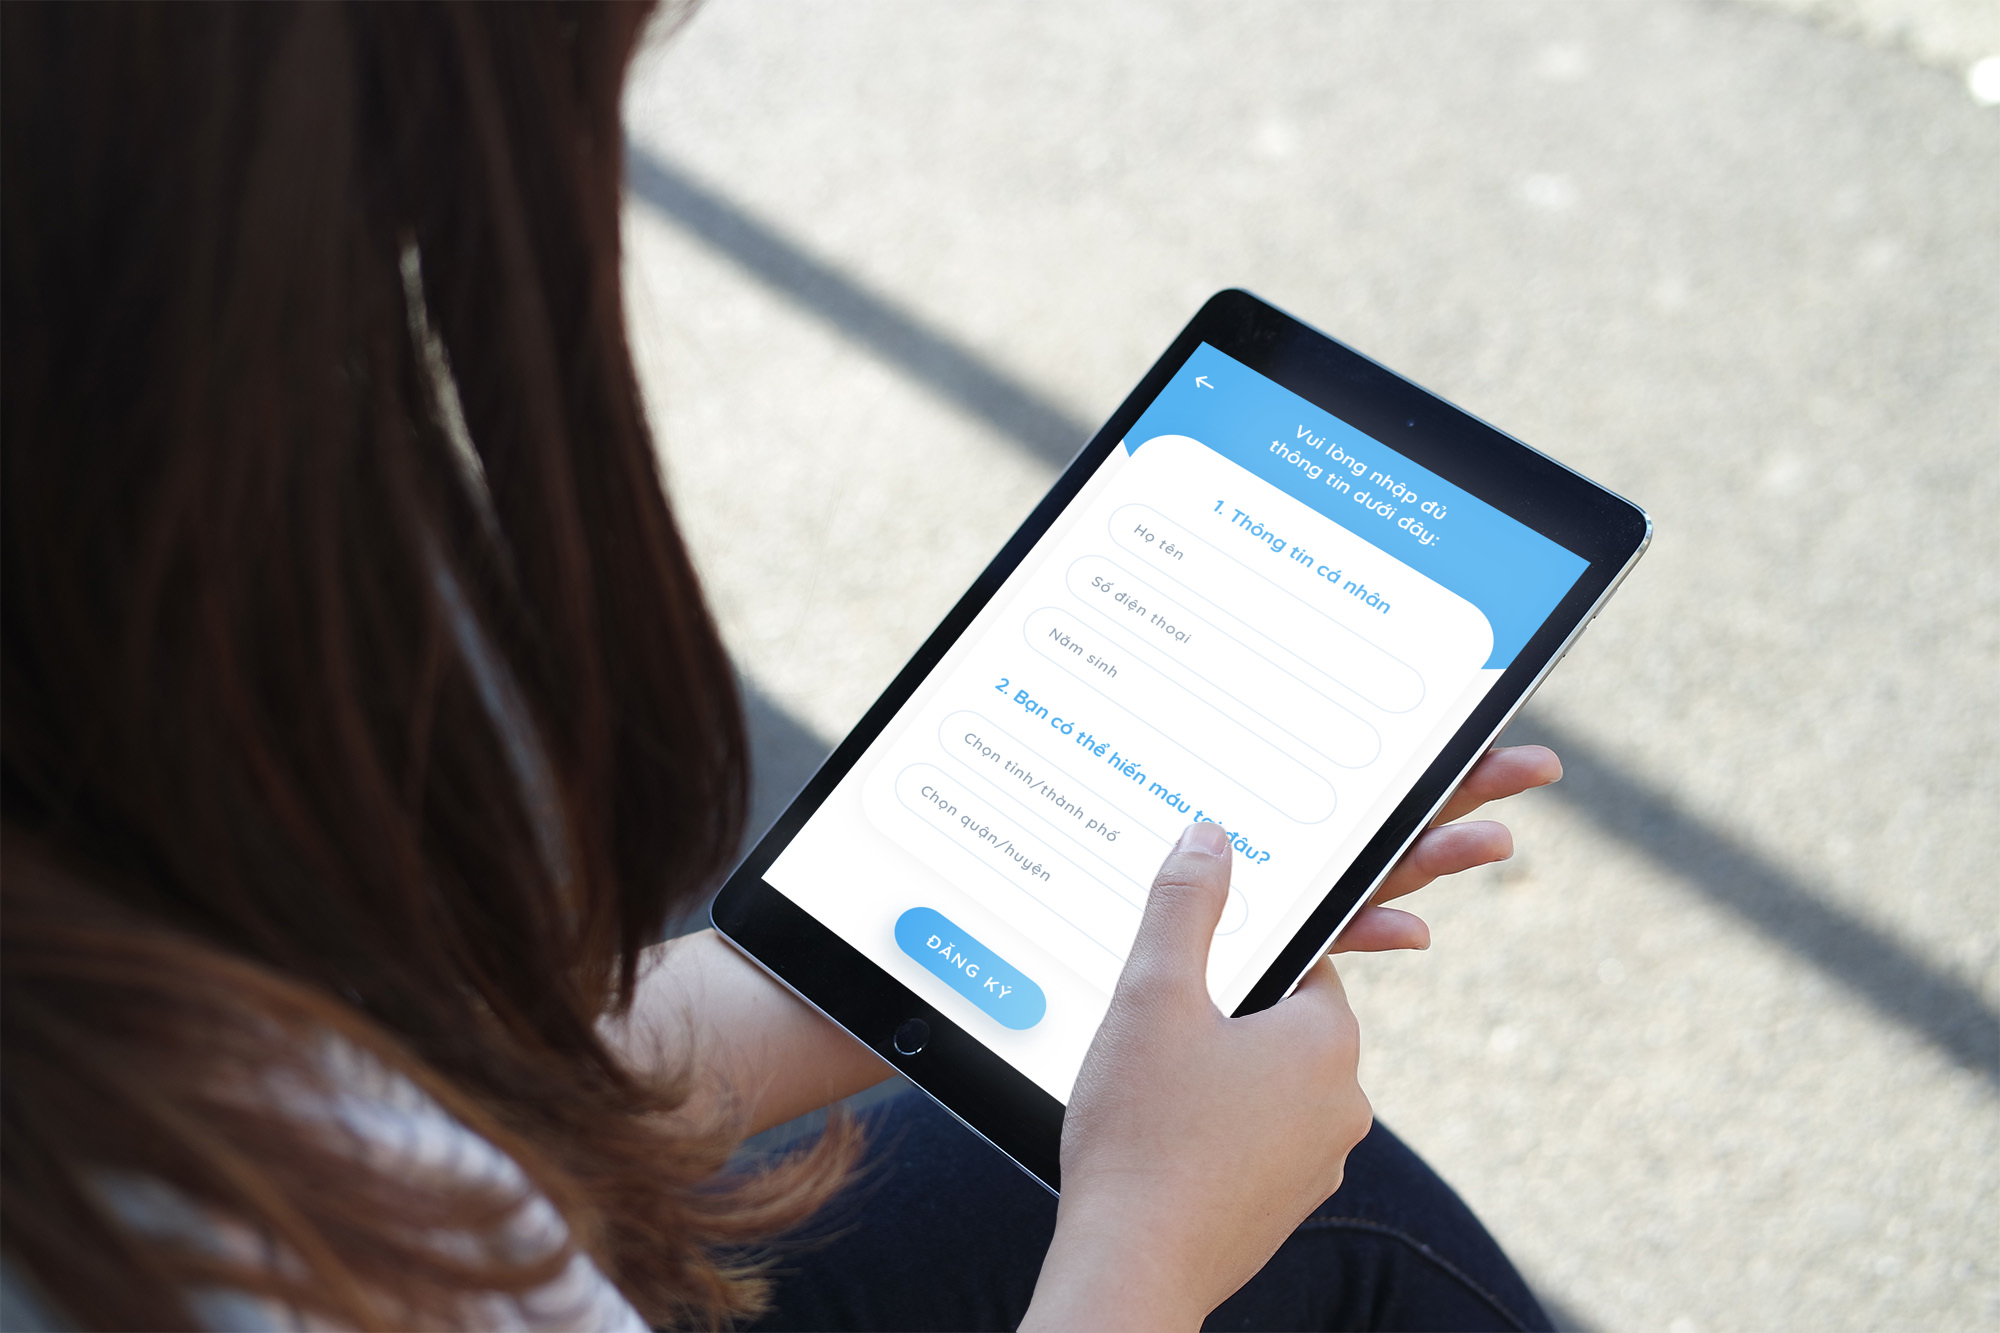 Vui lòng nhập đủ
thông tin dưới đây:
1. Thông tin cá nhân
Họ tên
Số điện thoại
Năm sinh
2. Bạn có thể hiến máu tại đâu?
Chọn tỉnh/thành phố
Chọn quận/huyện
ĐĂNG KÝ